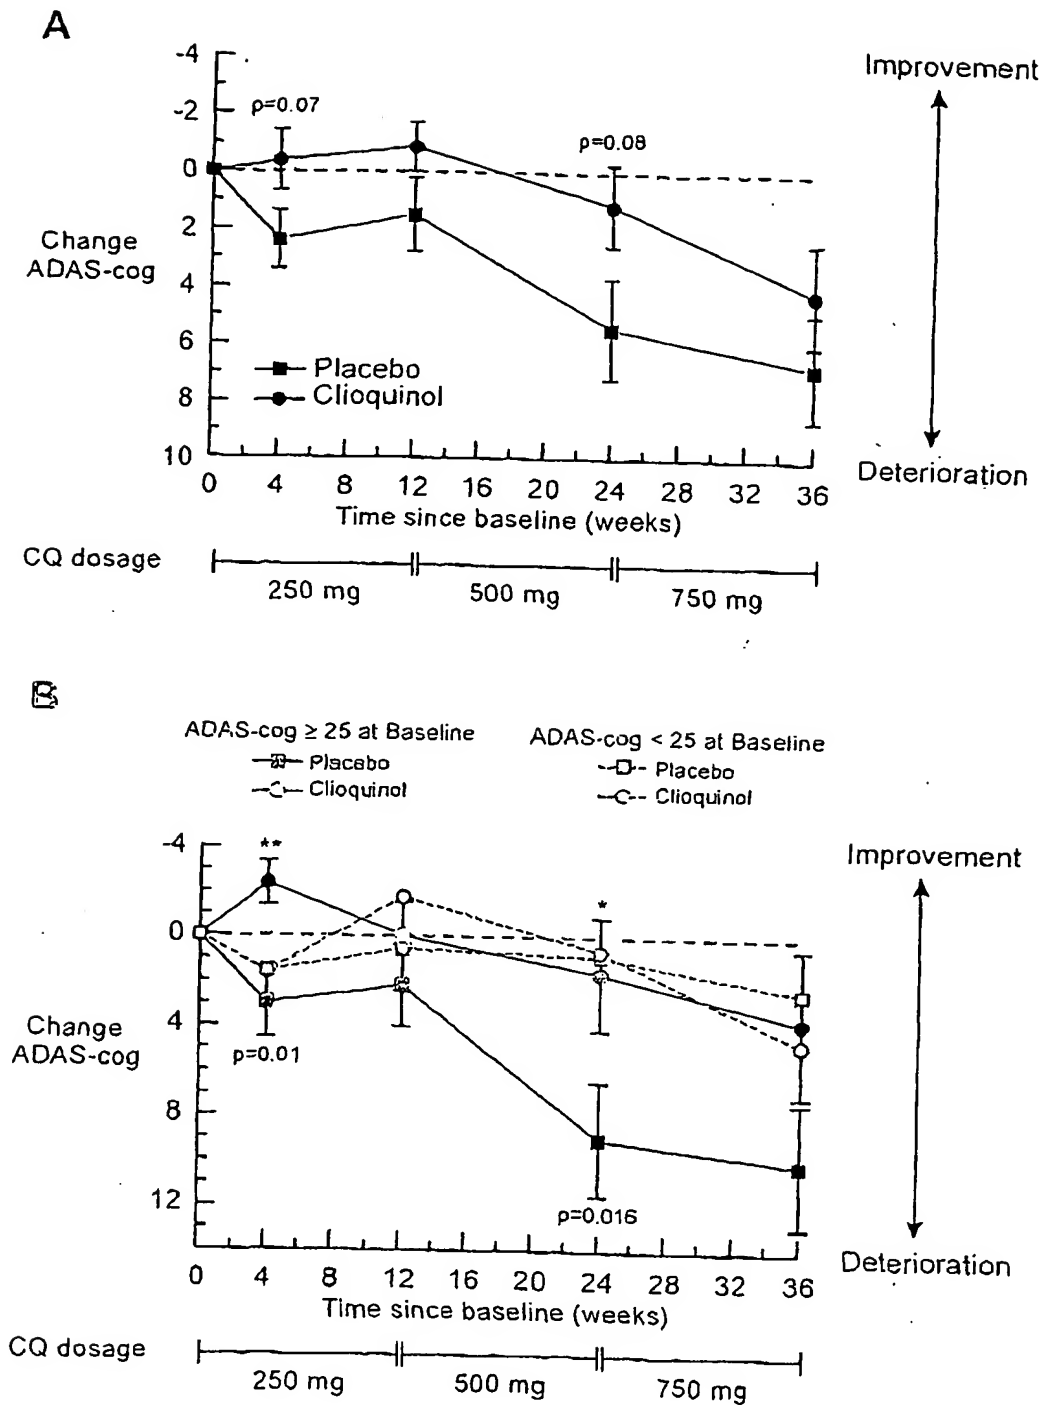 A
-4
-2
0
2
4
6
8
10
Change
ADAS-cog
p=0.07
p=0.08
Placebo
Clioquinol
Improvement
Deterioration
0 4 8 12 16 20 24 28 32 36
Time since baseline (weeks)
CQ dosage
250 mg 500 mg 750 mg
B
ADAS-cog ≥ 25 at Baseline
Placebo
Clioquinol
ADAS-cog < 25 at Baseline
Placebo
Clioquinol
-4
0
4
8
12
Change
ADAS-cog
**
*
p=0.01
p=0.016
Improvement
Deterioration
0 4 8 12 16 20 24 28 32 36
Time since baseline (weeks)
CQ dosage
250 mg 500 mg 750 mg